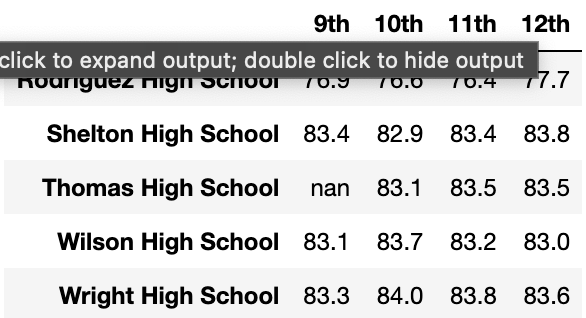 9th 10th 11th 12th
click to expand output; double click to hide output
Rodriguez High School 76.9 76.6 76.4 77.7
Shelton High School 83.4 82.9 83.4 83.8
Thomas High School nan 83.1 83.5 83.5
Wilson High School 83.1 83.7 83.2 83.0
Wright High School 83.3 84.0 83.8 83.6